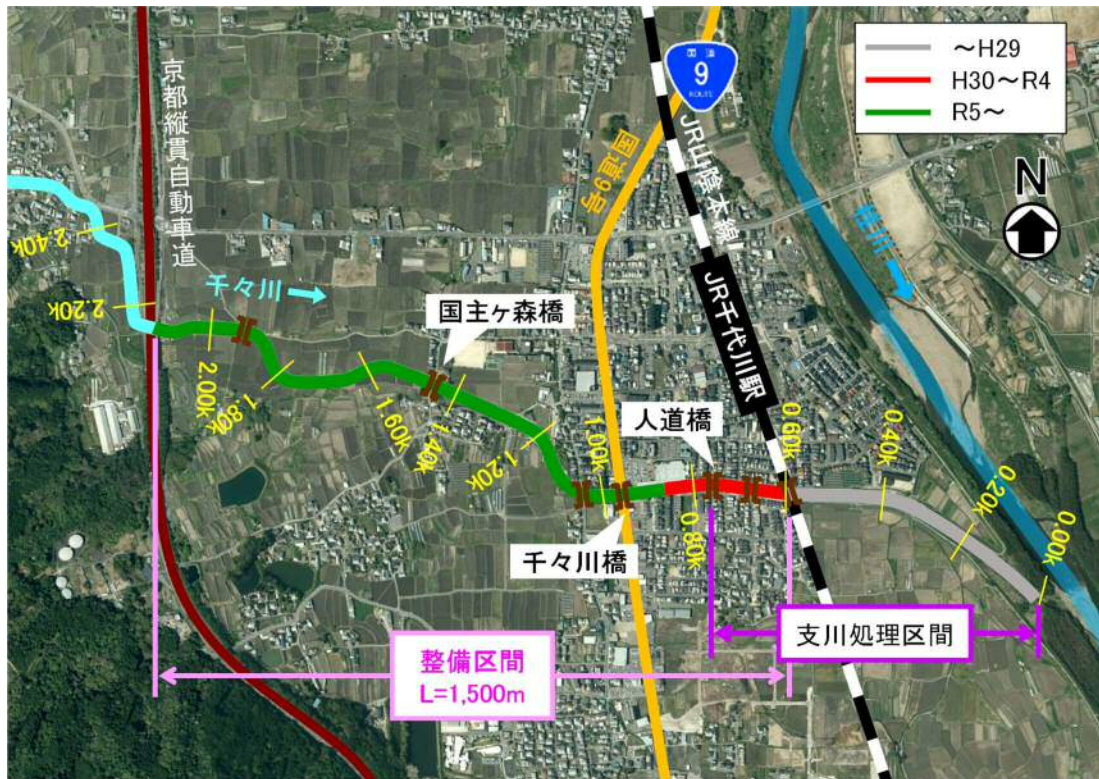 ～H29
H30～R4
R5～
国道
9
ROUTE
N
京都縦貫自動車道
国道9号
JR山陰本線
JR千代川駅
桂川
千々川
国主ヶ森橋
人道橋
千々川橋
2.40k
2.20k
2.00k
1.80k
1.60k
1.40k
1.20k
1.00k
0.80k
0.60k
0.40k
0.20k
0.00k
支川処理区間
整備区間
L=1,500m